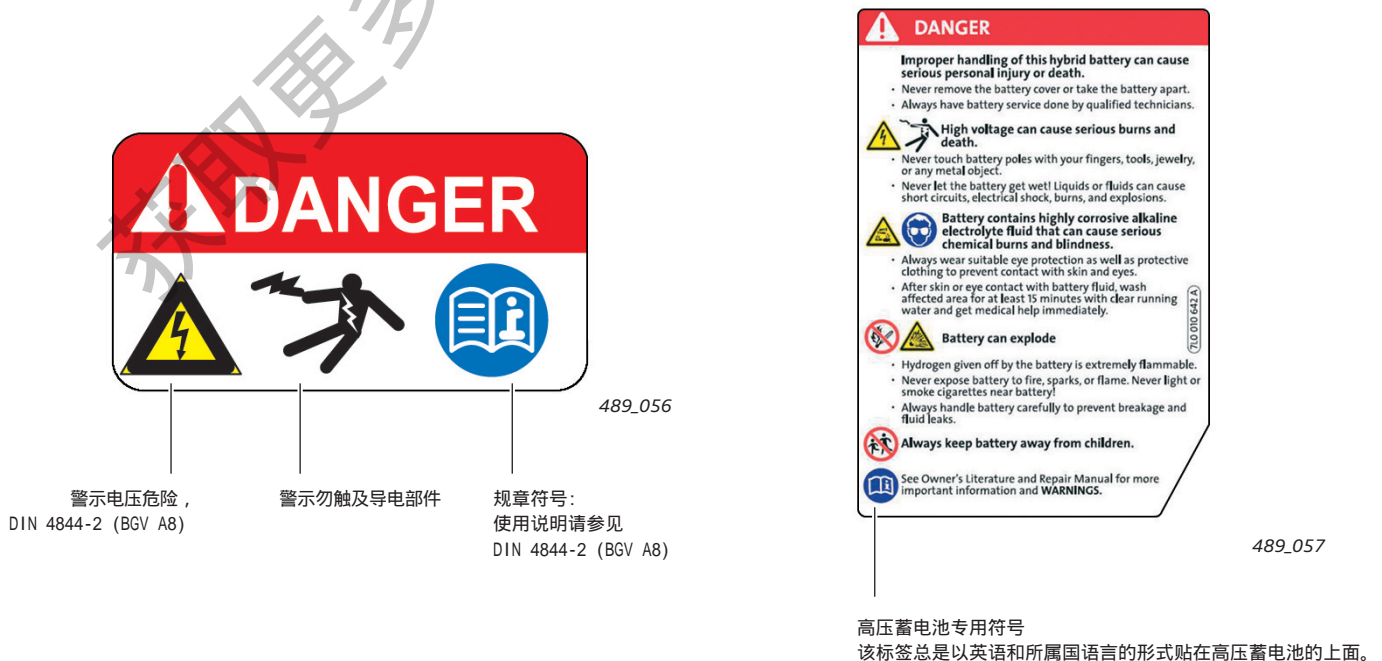 获取更多
DANGER
489_056
警示电压危险，
DIN 4844-2 (BGV A8)
警示勿触及导电部件
规章符号：
使用说明请参见
DIN 4844-2 (BGV A8)
DANGER
Improper handling of this hybrid battery can cause
serious personal injury or death.
· Never remove the battery cover or take the battery apart.
· Always have battery service done by qualified technicians.
High voltage can cause serious burns and
death.
· Never touch battery poles with your fingers, tools, jewelry,
or any metal object.
· Never let the battery get wet! Liquids or fluids can cause
short circuits, electrical shock, burns, and explosions.
Battery contains highly corrosive alkaline
electrolyte fluid that can cause serious
chemical burns and blindness.
· Always wear suitable eye protection as well as protective
clothing to prevent contact with skin and eyes.
· After skin or eye contact with battery fluid, wash
affected area for at least 15 minutes with clear running
water and get medical help immediately.
7L0 010 642 A
Battery can explode
· Hydrogen given off by the battery is extremely flammable.
· Never expose battery to fire, sparks, or flame. Never light or
smoke cigarettes near battery!
· Always handle battery carefully to prevent breakage and
fluid leaks.
Always keep battery away from children.
See Owner's Literature and Repair Manual for more
important information and WARNINGS.
489_057
高压蓄电池专用符号
该标签总是以英语和所属国语言的形式贴在高压蓄电池的上面。